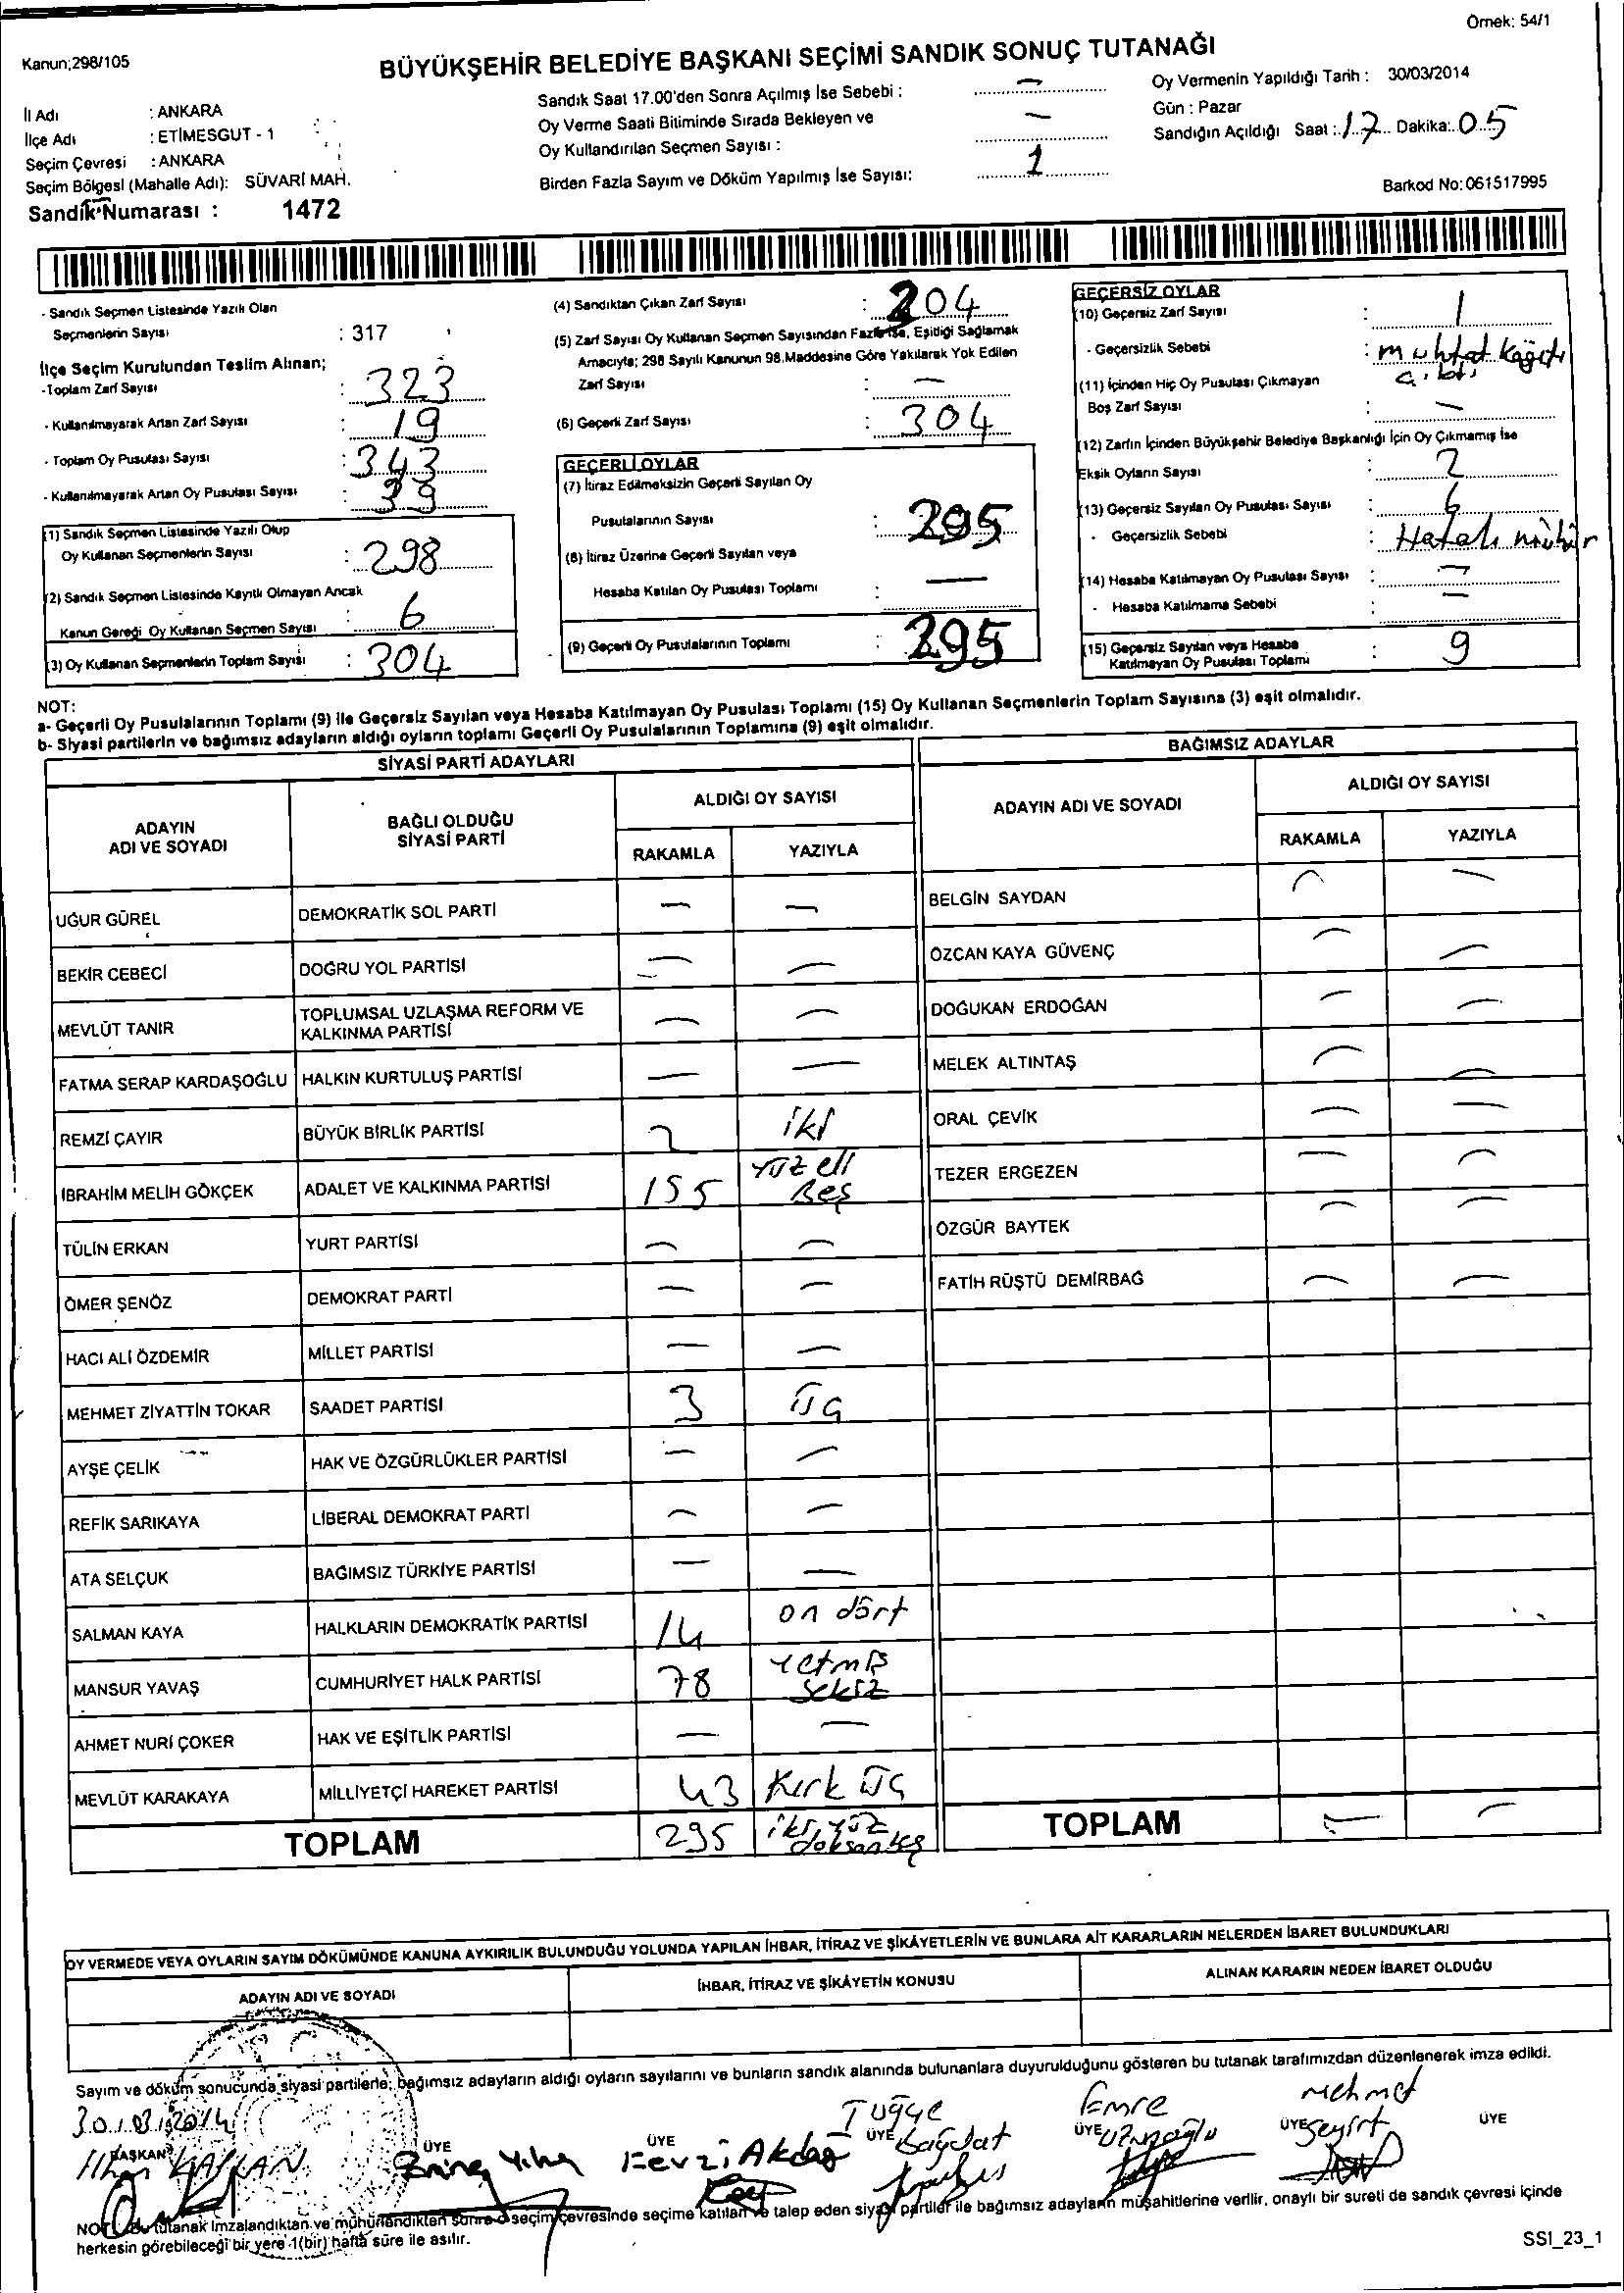 Örnek: 54/1
Kanun;298/105
BÜYÜKŞEHİR BELEDİYE BAŞKANI SEÇİMİ SANDIK SONUÇ TUTANAĞI
İl Adı : ANKARA
İlçe Adı : ETİMESGUT - 1
Seçim Çevresi : ANKARA
Seçim Bölgesi (Mahalle Adı): SÜVARİ MAH.
Sandık Numarası : 1472
Sandık Saat 17.00'den Sonra Açılmış İse Sebebi : —
Oy Verme Saati Bitiminde Sırada Bekleyen ve
Oy Kullandırılan Seçmen Sayısı : —
Birden Fazla Sayım ve Döküm Yapılmış İse Sayısı: 1
Oy Vermenin Yapıldığı Tarih : 30/03/2014
Gün : Pazar
Sandığın Açıldığı Saat : 17 Dakika: 05
Barkod No: 061517995
- Sandık Seçmen Listesinde Yazılı Olan
Seçmenlerin Sayısı : 317
İlçe Seçim Kurulundan Teslim Alınan;
-Toplam Zarf Sayısı : 323
- Kullanılmayarak Artan Zarf Sayısı : 19
- Toplam Oy Pusulası Sayısı : 343
- Kullanılmayarak Artan Oy Pusulası Sayısı : 39
(1) Sandık Seçmen Listesinde Yazılı Olup
Oy Kullanan Seçmenlerin Sayısı : 298
(2) Sandık Seçmen Listesinde Kayıtlı Olmayan Ancak
Kanun Gereği Oy Kullanan Seçmen Sayısı : 6
(3) Oy Kullanan Seçmenlerin Toplam Sayısı : 304
(4) Sandıktan Çıkan Zarf Sayısı : 204
(5) Zarf Sayısı Oy Kullanan Seçmen Sayısından Fazla İse, Eşitliği Sağlamak
Amacıyla; 298 Sayılı Kanunun 98.Maddesine Göre Yakılarak Yok Edilen
Zarf Sayısı : —
(6) Geçerli Zarf Sayısı : 304
GEÇERLİ OYLAR
(7) İtiraz Edilmeksizin Geçerli Sayılan Oy
Pusulalarının Sayısı : 295
(8) İtiraz Üzerine Geçerli Sayılan veya
Hesaba Katılan Oy Pusulası Toplamı : —
(9) Geçerli Oy Pusulalarının Toplamı : 295
GEÇERSİZ OYLAR
(10) Geçersiz Zarf Sayısı : 1
- Geçersizlik Sebebi : muhtar kağıdı
(11) İçinden Hiç Oy Pusulası Çıkmayan
Boş Zarf Sayısı : —
(12) Zarfın İçinden Büyükşehir Belediye Başkanlığı İçin Oy Çıkmamış İse
Eksik Oyların Sayısı : 2
(13) Geçersiz Sayılan Oy Pusulası Sayısı : 6
- Geçersizlik Sebebi : Hatalı mühür
(14) Hesaba Katılmayan Oy Pusulası Sayısı : —
- Hesaba Katılmama Sebebi : —
(15) Geçersiz Sayılan veya Hesaba
Katılmayan Oy Pusulası Toplamı : 9
NOT:
a- Geçerli Oy Pusulalarının Toplamı (9) ile Geçersiz Sayılan veya Hesaba Katılmayan Oy Pusulası Toplamı (15) Oy Kullanan Seçmenlerin Toplam Sayısına (3) eşit olmalıdır.
b- Siyasi partilerin ve bağımsız adayların aldığı oyların toplamı Geçerli Oy Pusulalarının Toplamına (9) eşit olmalıdır.
SİYASİ PARTİ ADAYLARI
ADAYIN ADI VE SOYADI BAĞLI OLDUĞU SİYASİ PARTİ ALDIĞI OY SAYISI
RAKAMLA YAZIYLA
UĞUR GÜREL DEMOKRATİK SOL PARTİ — —
BEKİR CEBECİ DOĞRU YOL PARTİSİ — —
MEVLÜT TANIR TOPLUMSAL UZLAŞMA REFORM VE KALKINMA PARTİSİ — —
FATMA SERAP KARDAŞOĞLU HALKIN KURTULUŞ PARTİSİ — —
REMZİ ÇAYIR BÜYÜK BİRLİK PARTİSİ 2 iki
İBRAHİM MELİH GÖKÇEK ADALET VE KALKINMA PARTİSİ 155 Yüz elli Beş
TÜLİN ERKAN YURT PARTİSİ — —
ÖMER ŞENÖZ DEMOKRAT PARTİ — —
HACI ALİ ÖZDEMİR MİLLET PARTİSİ — —
MEHMET ZİYATTİN TOKAR SAADET PARTİSİ 3 Üç
AYŞE ÇELİK HAK VE ÖZGÜRLÜKLER PARTİSİ — —
REFİK SARIKAYA LİBERAL DEMOKRAT PARTİ — —
ATA SELÇUK BAĞIMSIZ TÜRKİYE PARTİSİ — —
SALMAN KAYA HALKLARIN DEMOKRATİK PARTİSİ 14 on dört
MANSUR YAVAŞ CUMHURİYET HALK PARTİSİ 78 Yetmiş sekiz
AHMET NURİ ÇOKER HAK VE EŞİTLİK PARTİSİ — —
MEVLÜT KARAKAYA MİLLİYETÇİ HAREKET PARTİSİ 43 Kırk Üç
TOPLAM 295 iki yüz doksan beş
BAĞIMSIZ ADAYLAR
ADAYIN ADI VE SOYADI ALDIĞI OY SAYISI
RAKAMLA YAZIYLA
BELGİN SAYDAN — —
ÖZCAN KAYA GÜVENÇ — —
DOĞUKAN ERDOĞAN — —
MELEK ALTINTAŞ — —
ORAL ÇEVİK — —
TEZER ERGEZEN — —
ÖZGÜR BAYTEK — —
FATİH RÜŞTÜ DEMİRBAĞ — —
TOPLAM — —
OY VERMEDE VEYA OYLARIN SAYIM DÖKÜMÜNDE KANUNA AYKIRILIK BULUNDUĞU YOLUNDA YAPILAN İHBAR, İTİRAZ VE ŞİKÂYETLERİN VE BUNLARA AİT KARARLARIN NELERDEN İBARET BULUNDUKLARI
ADAYIN ADI VE SOYADI İHBAR, İTİRAZ VE ŞİKÂYETİN KONUSU ALINAN KARARIN NEDEN İBARET OLDUĞU
Sayım ve döküm sonucunda siyasi partilerle; bağımsız adayların aldığı oyların sayılarını ve bunların sandık alanında bulunanlara duyurulduğunu gösteren bu tutanak tarafımızdan düzenlenerek imza edildi.
30.03.2014 Tuğçe Emre Mehmet
BAŞKAN ÜYE ÜYE ÜYE ÜYE ÜYE ÜYE
Fevzi Akdağ Bağdat Seyirt
NOT: Bu tutanak imzalandıktan ve mühürlendikten sonra o seçim çevresinde seçime katılan ve talep eden siyasi partiler ile bağımsız adayların müşahitlerine verilir, onaylı bir sureti de sandık çevresi içinde
herkesin görebileceği bir yere 1(bir) hafta süre ile asılır.
SSI_23_1